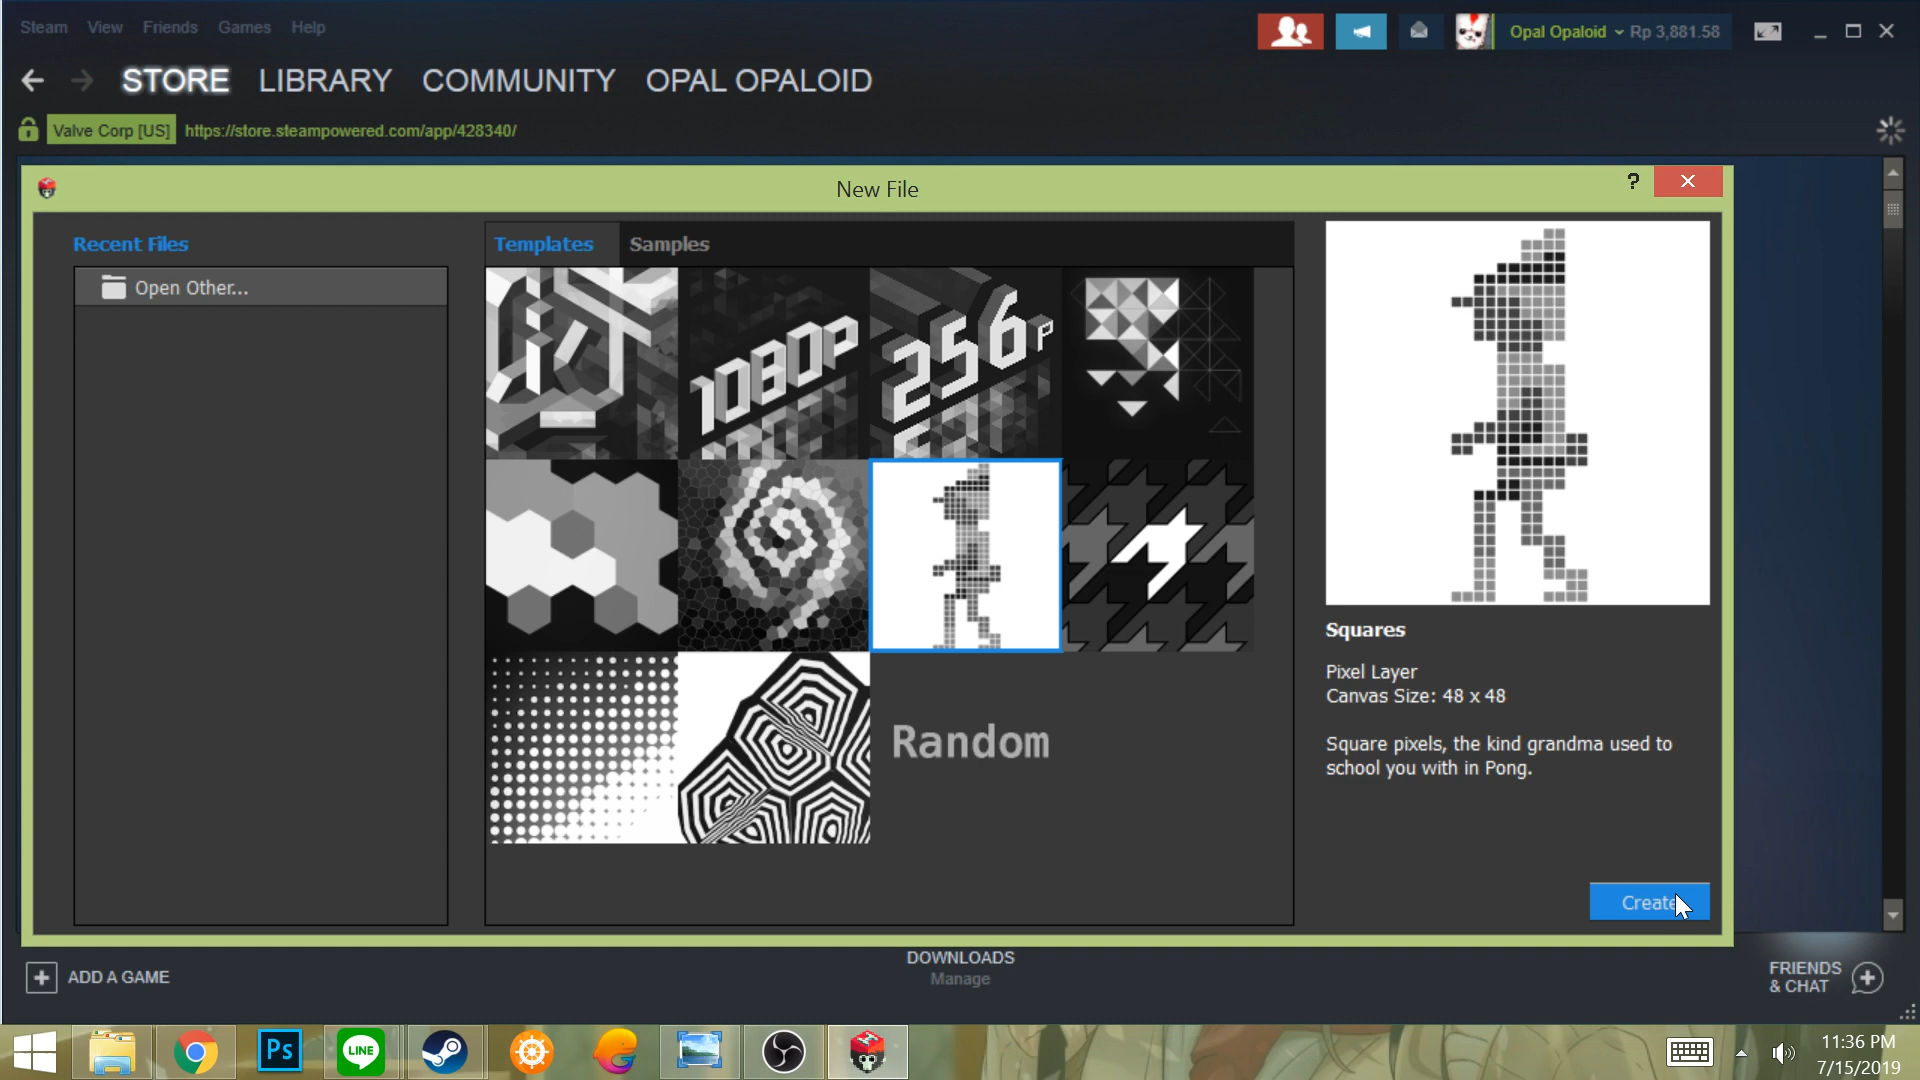 Steam View Friends Games Help
Opal Opaloid Rp 3,881.58
STORE LIBRARY COMMUNITY OPAL OPALOID
Valve Corp [US] https://store.steampowered.com/app/428340/
New File
?
Recent Files
Open Other...
Templates Samples
1080P
256P
Random
Squares
Pixel Layer
Canvas Size: 48 x 48
Square pixels, the kind grandma used to
school you with in Pong.
Create
ADD A GAME
DOWNLOADS
Manage
FRIENDS
& CHAT
Ps
LINE
11:36 PM
7/15/2019